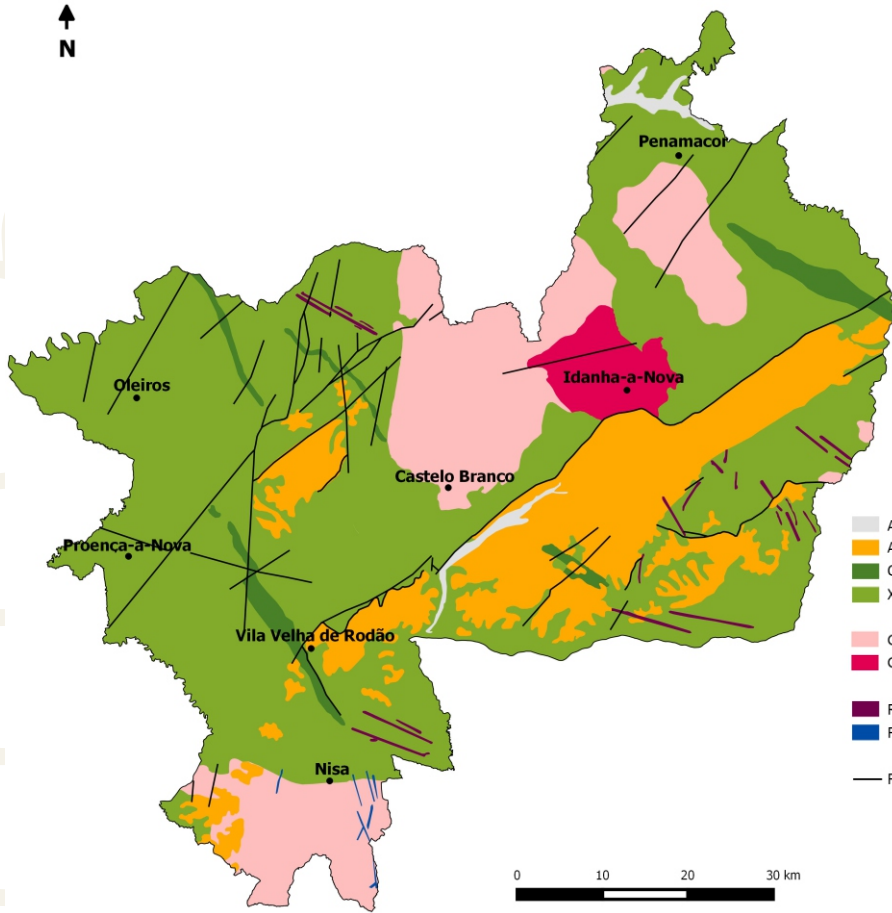 N
Penamacor
Oleiros
Idanha-a-Nova
Castelo Branco
Proença-a-Nova
Vila Velha de Rodão
Nisa
A
A
X
F
F
F
0 10 20 30 km